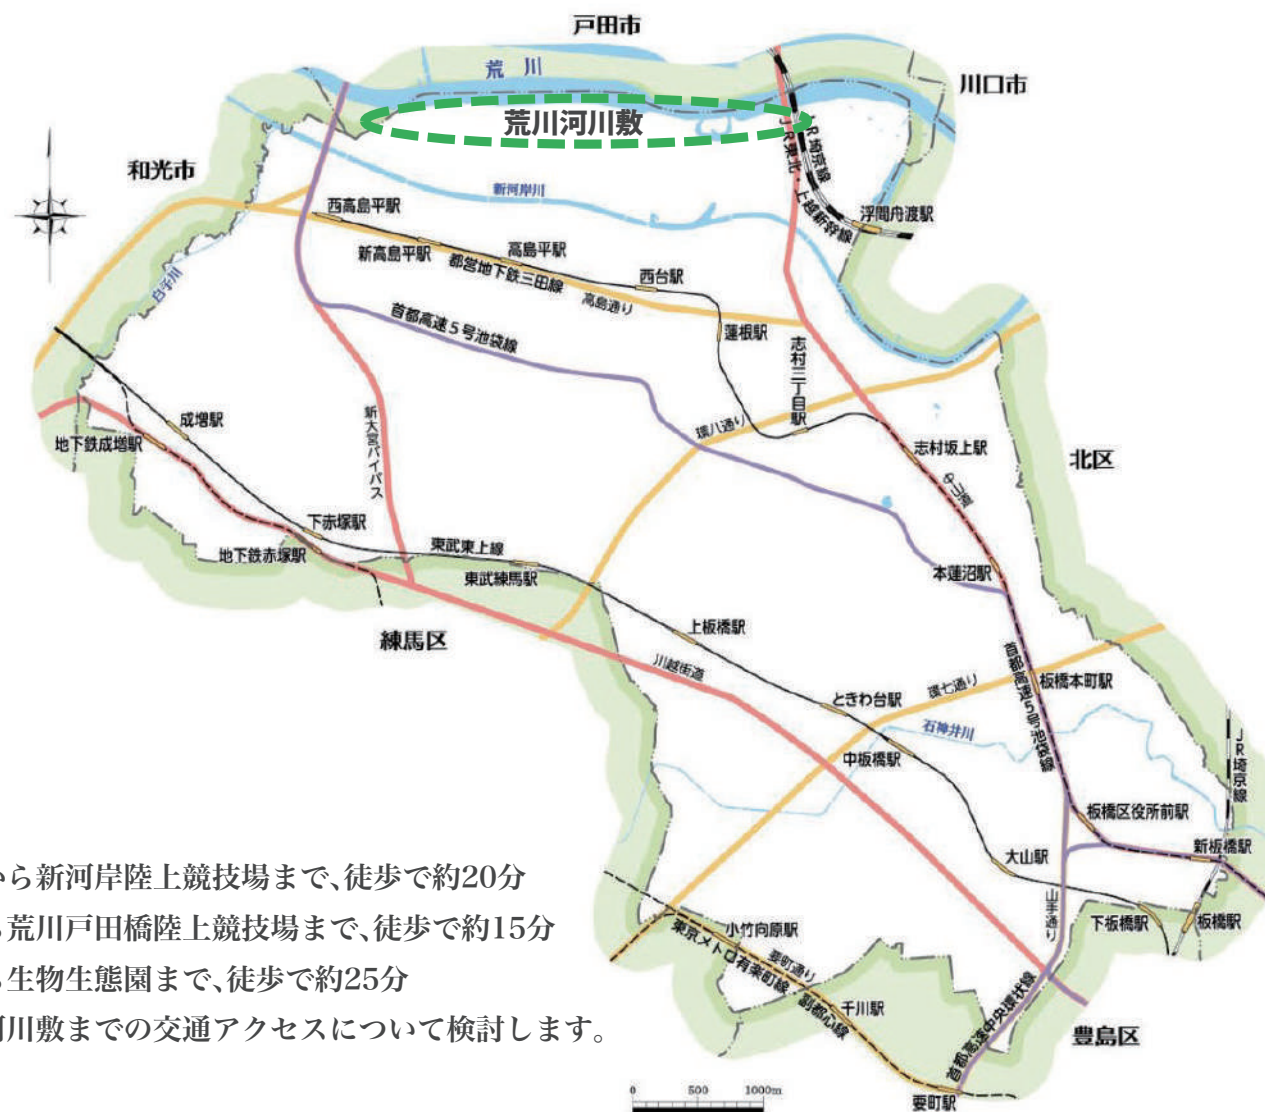 戸田市
荒川
川口市
荒川河川敷
JR埼京線
JR東北・上越新幹線
和光市
新河岸川
西高島平駅
浮間舟渡駅
新高島平駅
高島平駅
都営地下鉄三田線
西台駅
高島通り
白子川
首都高速5号池袋線
蓮根駅
志村三丁目駅
成増駅
地下鉄成増駅
新大宮バイパス
環八通り
志村坂上駅
中山道
北区
下赤塚駅
地下鉄赤塚駅
東武東上線
東武練馬駅
本蓮沼駅
練馬区
上板橋駅
川越街道
首都高速5号池袋線
板橋本町駅
ときわ台駅
環七通り
石神井川
中板橋駅
JR埼京線
板橋区役所前駅
新板橋駅
大山駅
から新河岸陸上競技場まで、徒歩で約20分
山手通り
下板橋駅
板橋駅
荒川戸田橋陸上競技場まで、徒歩で約15分
小竹向原駅
東京メトロ有楽町線・副都心線
要町通り
生物生態園まで、徒歩で約25分
千川駅
首都高速中央環状線
河川敷までの交通アクセスについて検討します。
豊島区
0 500 1000m
要町駅